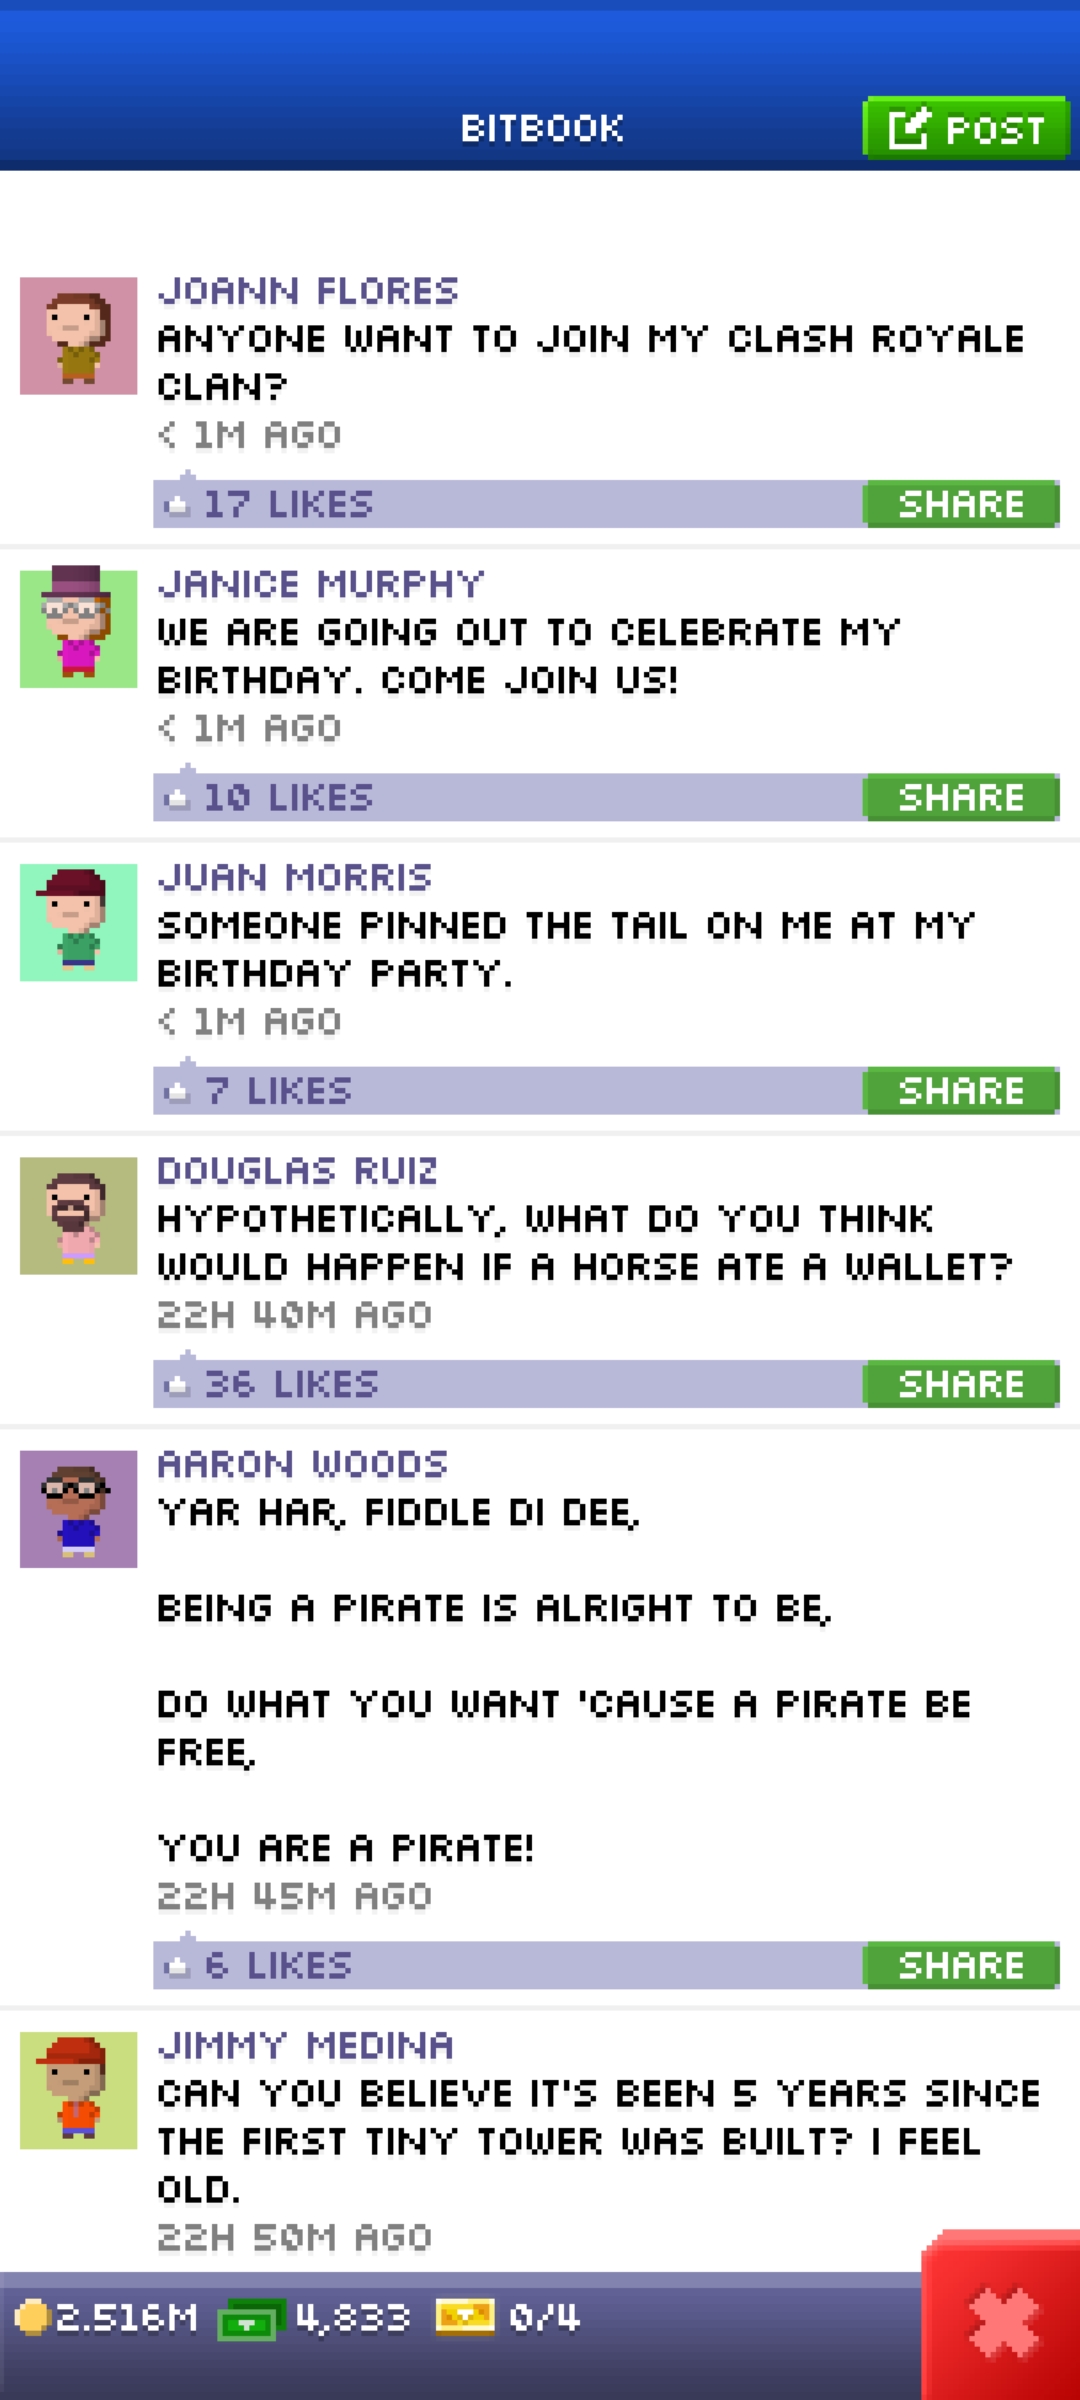 BITBOOK
POST
JOANN FLORES
ANYONE WANT TO JOIN MY CLASH ROYALE
CLAN?
< 1M AGO
17 LIKES
SHARE
JANICE MURPHY
WE ARE GOING OUT TO CELEBRATE MY
BIRTHDAY. COME JOIN US!
< 1M AGO
10 LIKES
SHARE
JUAN MORRIS
SOMEONE PINNED THE TAIL ON ME AT MY
BIRTHDAY PARTY.
< 1M AGO
7 LIKES
SHARE
DOUGLAS RUIZ
HYPOTHETICALLY, WHAT DO YOU THINK
WOULD HAPPEN IF A HORSE ATE A WALLET?
22H 40M AGO
36 LIKES
SHARE
AARON WOODS
YAR HAR, FIDDLE DI DEE,
BEING A PIRATE IS ALRIGHT TO BE,
DO WHAT YOU WANT 'CAUSE A PIRATE BE
FREE,
YOU ARE A PIRATE!
22H 45M AGO
6 LIKES
SHARE
JIMMY MEDINA
CAN YOU BELIEVE IT'S BEEN 5 YEARS SINCE
THE FIRST TINY TOWER WAS BUILT? I FEEL
OLD.
22H 50M AGO
2.516M 4,833 0/4